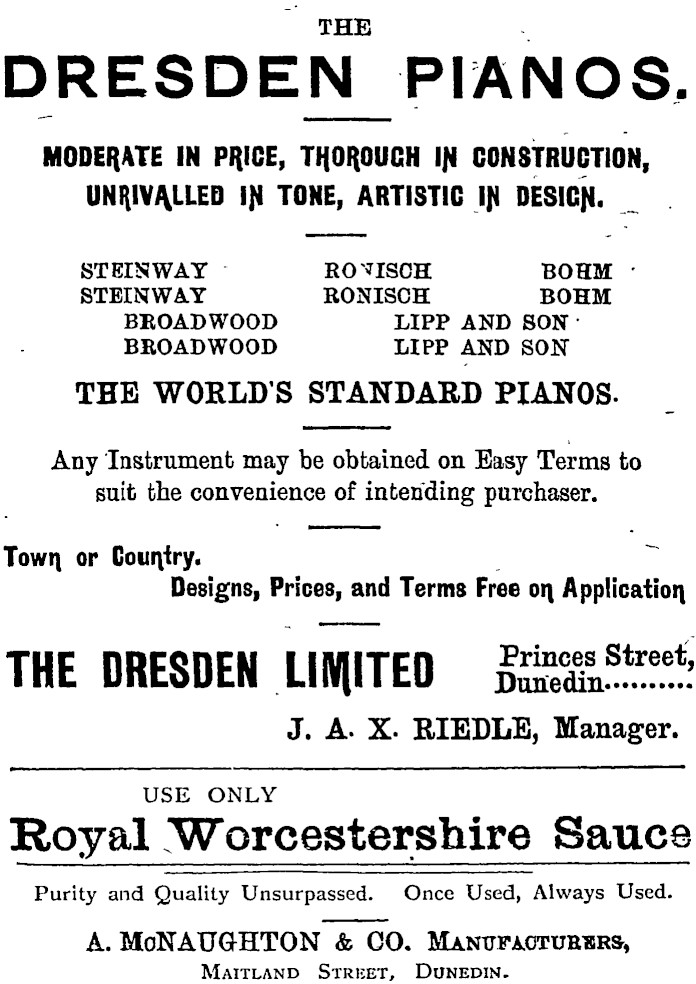 THE
DRESDEN PIANOS.
MODERATE IN PRICE, THOROUGH IN CONSTRUCTION,
UNRIVALLED IN TONE, ARTISTIC IN DESIGN.
STEINWAY RONISCH BOHM
STEINWAY RONISCH BOHM
BROADWOOD LIPP AND SON
BROADWOOD LIPP AND SON
THE WORLD'S STANDARD PIANOS.
Any Instrument may be obtained on Easy Terms to
suit the convenience of intending purchaser.
Town or Country.
Designs, Prices, and Terms Free on Application
THE DRESDEN LIMITED Princes Street,
Dunedin..........
J. A. X. RIEDLE, Manager.
USE ONLY
Royal Worcestershire Sauce
Purity and Quality Unsurpassed. Once Used, Always Used.
A. McNAUGHTON & CO. MANUFACTURERS,
MAITLAND STREET, DUNEDIN.